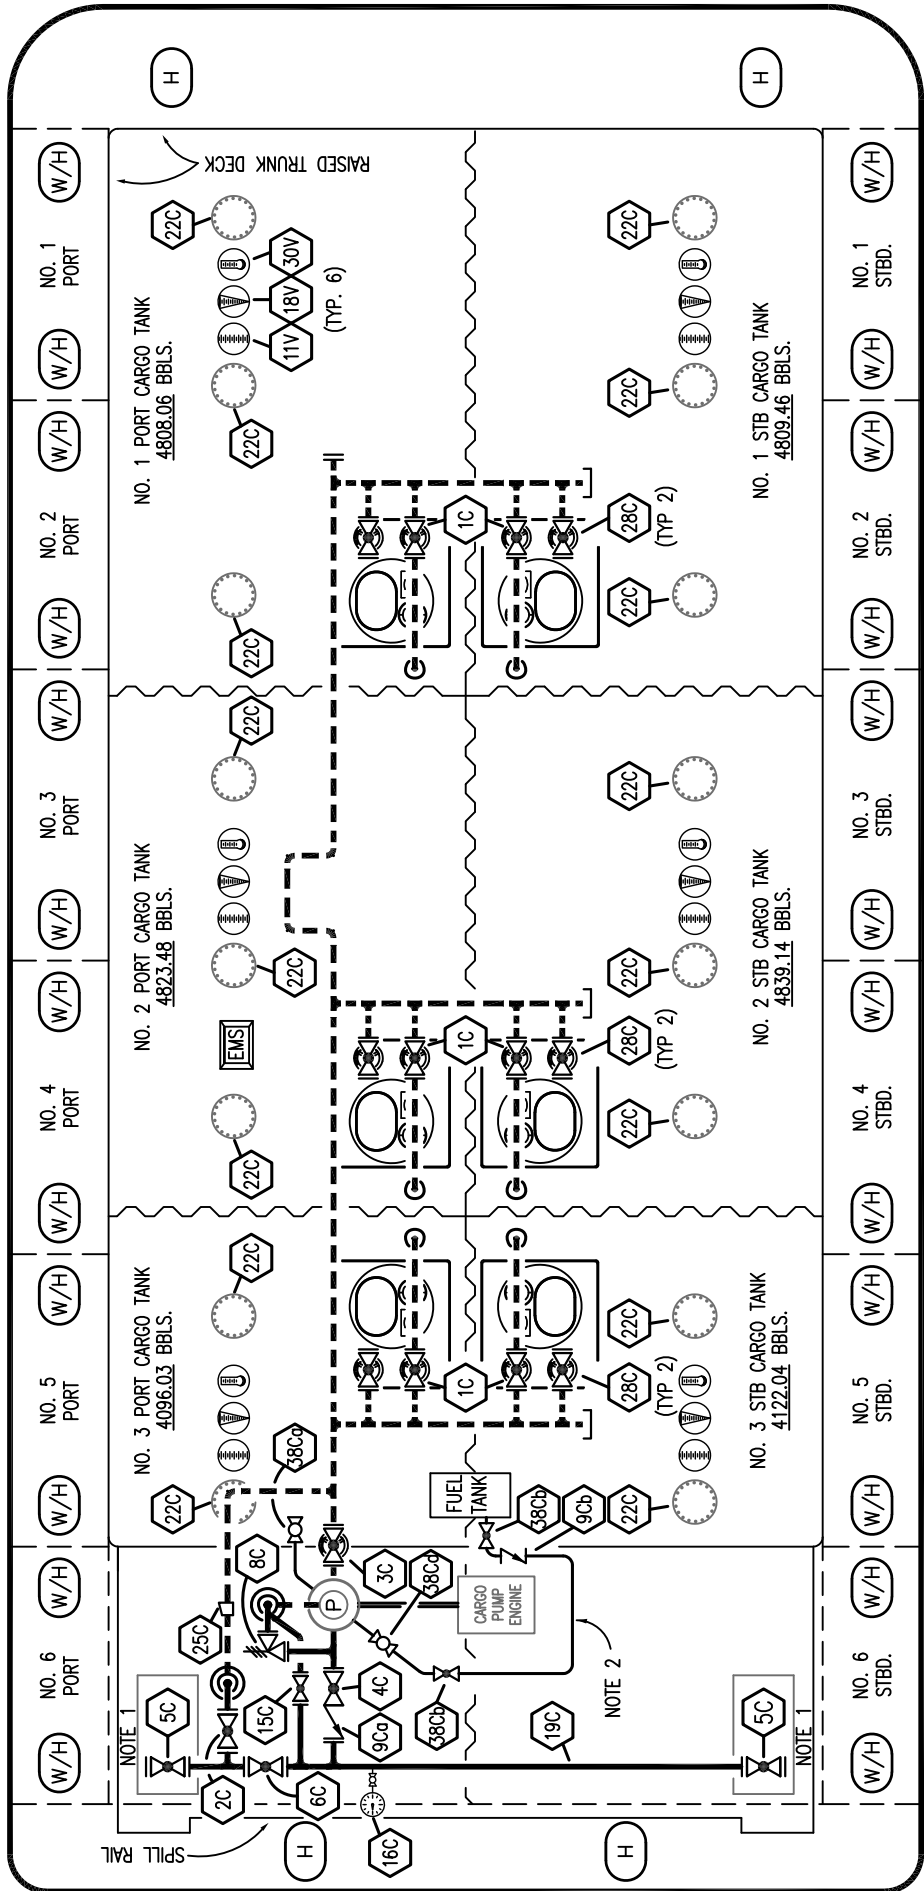 H
H
W/H
W/H
RAISED TRUNK DECK
NO. 1
PORT
22C
30V
18V
11V
(TYP. 6)
22C
NO. 1
STBD.
NO. 1 PORT CARGO TANK
4808.06 BBLS.
NO. 1 STB CARGO TANK
4809.46 BBLS.
W/H
W/H
22C
22C
W/H
W/H
NO. 2
PORT
1C
28C
(TYP 2)
NO. 2
STBD.
W/H
W/H
22C
22C
W/H
W/H
22C
22C
NO. 3
PORT
NO. 3
STBD.
NO. 2 PORT CARGO TANK
4823.48 BBLS.
NO. 2 STB CARGO TANK
4839.14 BBLS.
W/H
W/H
22C
22C
W/H
W/H
EMS
1C
28C
(TYP 2)
NO. 4
PORT
NO. 4
STBD.
22C
22C
W/H
W/H
W/H
W/H
22C
22C
NO. 3 PORT CARGO TANK
4096.03 BBLS.
NO. 3 STB CARGO TANK
4122.04 BBLS.
1C
28C
(TYP 2)
NO. 5
PORT
NO. 5
STBD.
38Ca
W/H
W/H
22C
FUEL
TANK
38Cb
9Cb
22C
8C
3C
38Ca
W/H
W/H
P
CARGO
PUMP
ENGINE
25C
NO. 6
PORT
NO. 6
STBD.
NOTE 2
NOTE 1
5C
15C
4C
9Ca
38Cb
19C
5C
NOTE 1
W/H
W/H
2C
6C
16C
SPILL RAIL
H
H